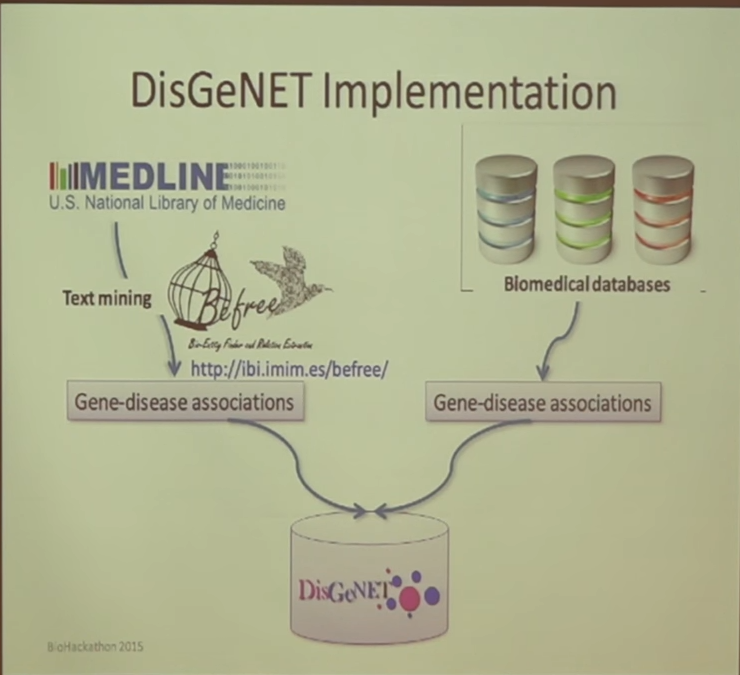 DisGeNET Implementation
MEDLINE
U.S. National Library of Medicine
Text mining
Befree
Bio-Entity Finder and Relation Extraction
http://ibi.imim.es/befree/
Biomedical databases
Gene-disease associations
Gene-disease associations
DisGeNET
BioHackathon 2015